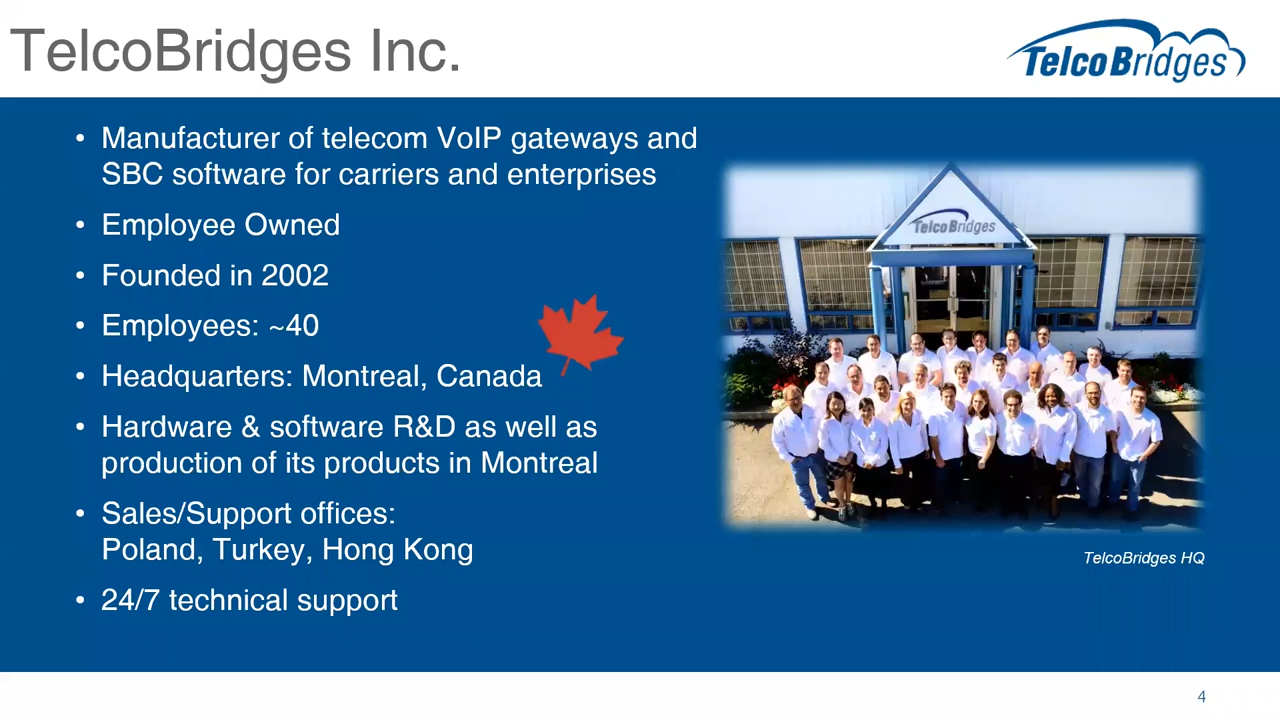 TelcoBridges Inc.
TelcoBridges
• Manufacturer of telecom VoIP gateways and
SBC software for carriers and enterprises
• Employee Owned
• Founded in 2002
• Employees: ~40
• Headquarters: Montreal, Canada
• Hardware & software R&D as well as
production of its products in Montreal
• Sales/Support offices:
Poland, Turkey, Hong Kong
• 24/7 technical support
TelcoBridges
TelcoBridges HQ
4